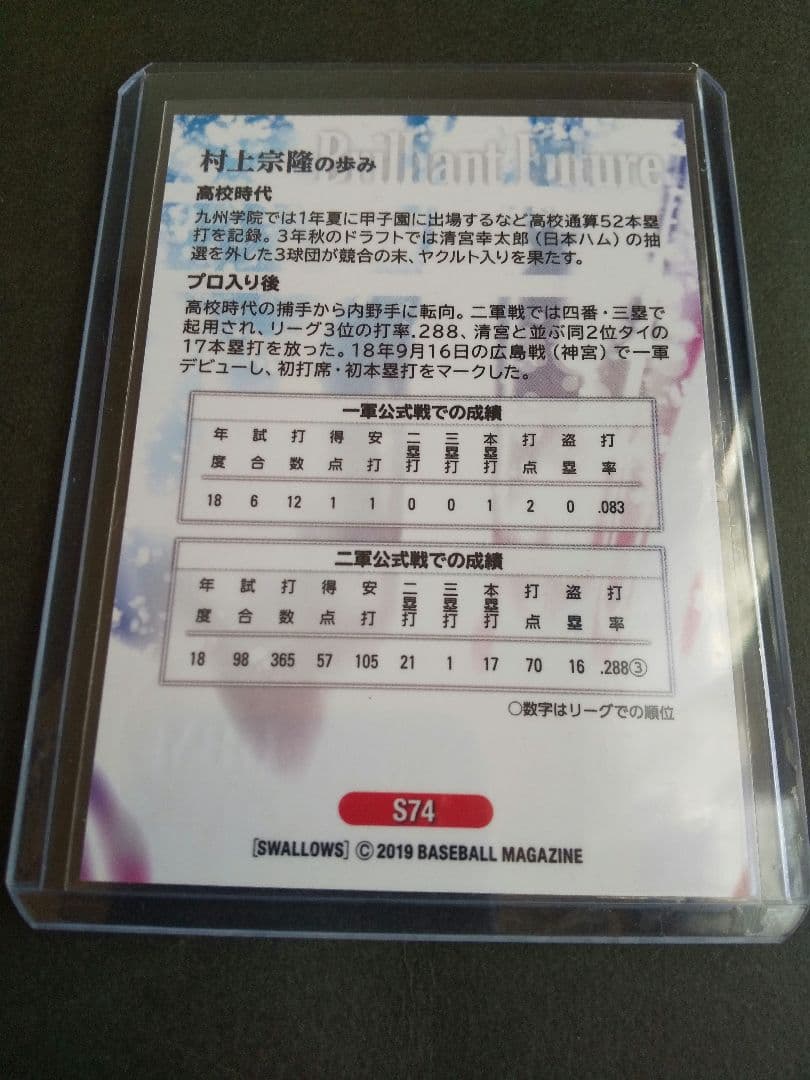 Brilliant Future
村上宗隆の歩み
高校時代
九州学院では1年夏に甲子園に出場するなど高校通算52本塁
打を記録。3年秋のドラフトでは清宮幸太郎（日本ハム）の抽
選を外した3球団が競合の末、ヤクルト入りを果たす。
プロ入り後
高校時代の捕手から内野手に転向。二軍戦では四番・三塁で
起用され、リーグ3位の打率.288、清宮と並ぶ同2位タイの
17本塁打を放った。18年9月16日の広島戦（神宮）で一軍
デビューし、初打席・初本塁打をマークした。
一軍公式戦での成績
年度 試合 打数 得点 安打 二塁打 三塁打 本塁打 打点 盗塁 打率
18 6 12 1 1 0 0 1 2 0 .083
二軍公式戦での成績
年度 試合 打数 得点 安打 二塁打 三塁打 本塁打 打点 盗塁 打率
18 98 365 57 105 21 1 17 70 16 .288③
○数字はリーグでの順位
S74
[SWALLOWS] © 2019 BASEBALL MAGAZINE